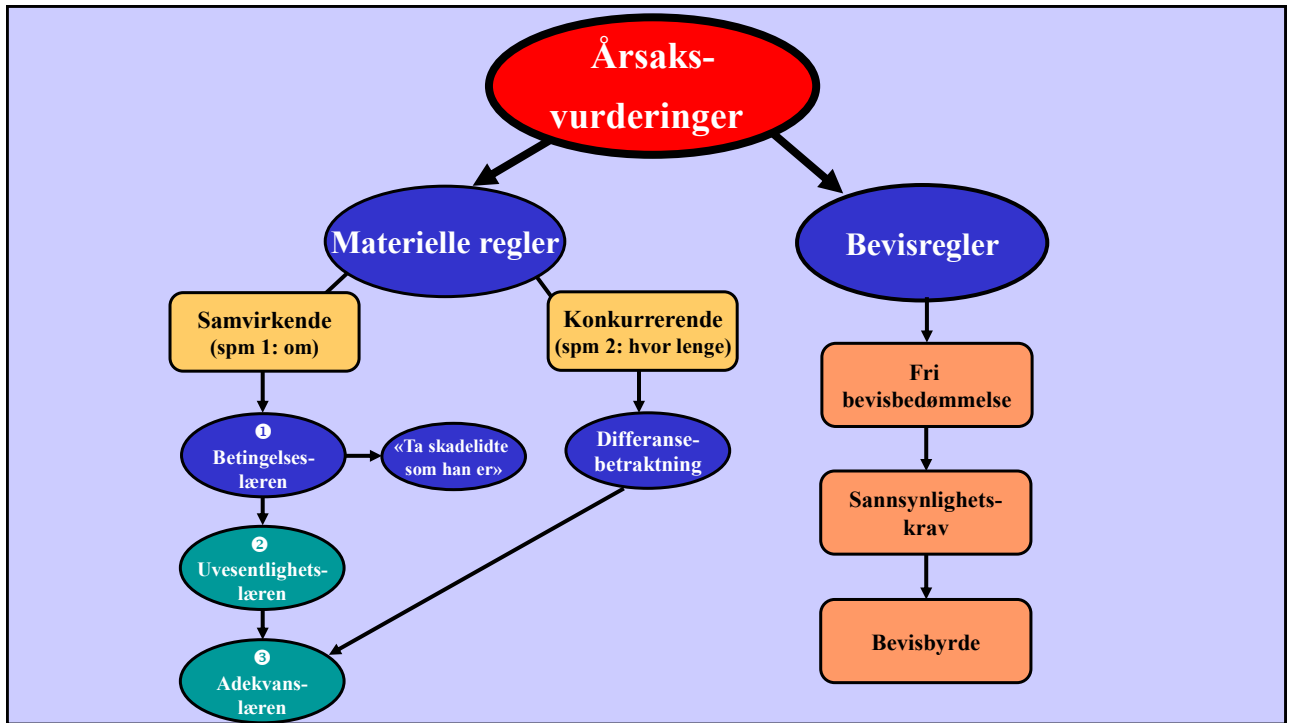 Årsaks-
vurderinger
Materielle regler
Bevisregler
Samvirkende
(spm 1: om)
Konkurrerende
(spm 2: hvor lenge)
Fri
bevisbedømmelse
❶
Betingelses-
læren
«Ta skadelidte
som han er»
Differanse-
betraktning
Sannsynlighets-
krav
❷
Uvesentlighets-
læren
Bevisbyrde
❸
Adekvans-
læren